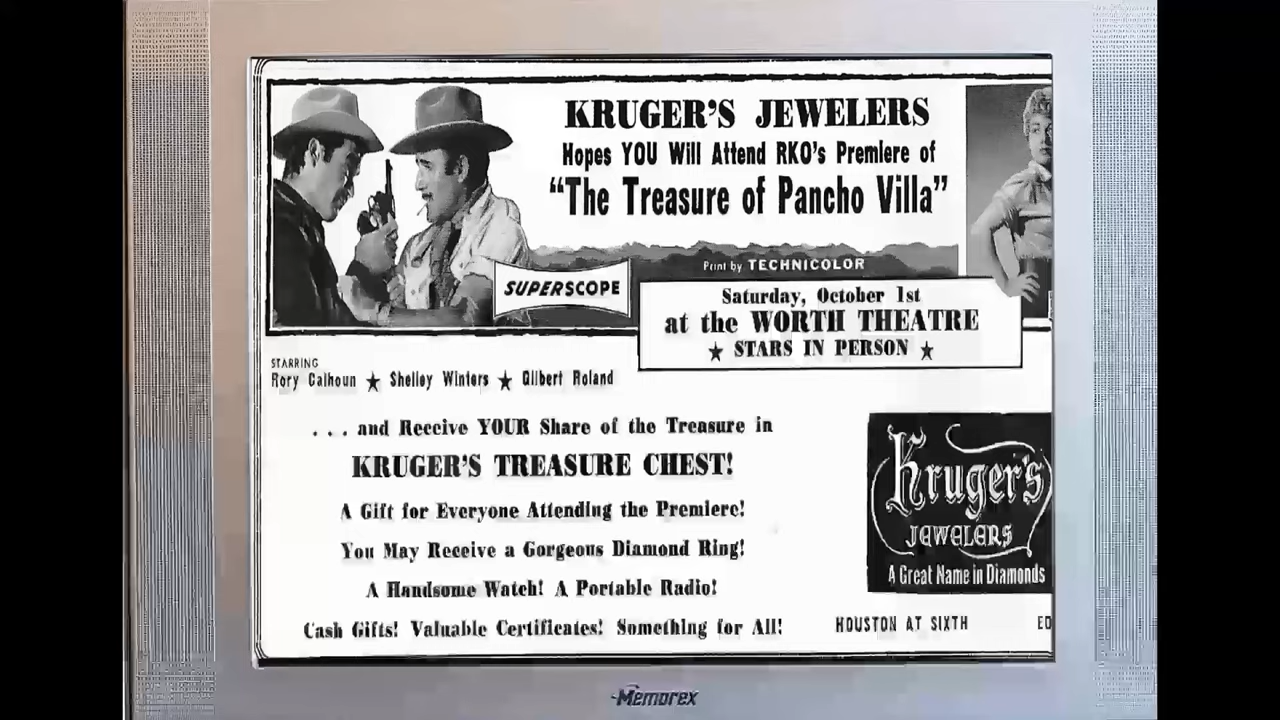 KRUGER'S JEWELERS
Hopes YOU Will Attend RKO's Premiere of
“The Treasure of Pancho Villa”
Print by TECHNICOLOR
SUPERSCOPE
Saturday, October 1st
at the WORTH THEATRE
★ STARS IN PERSON ★
STARRING
Rory Calhoun ★ Shelley Winters ★ Gilbert Roland
. . . and Receive YOUR Share of the Treasure in
KRUGER'S TREASURE CHEST!
A Gift for Everyone Attending the Premiere!
You May Receive a Gorgeous Diamond Ring!
A Handsome Watch! A Portable Radio!
Cash Gifts! Valuable Certificates! Something for All!
Kruger's
JEWELERS
A Great Name in Diamonds
HOUSTON AT SIXTH
ED
Memorex